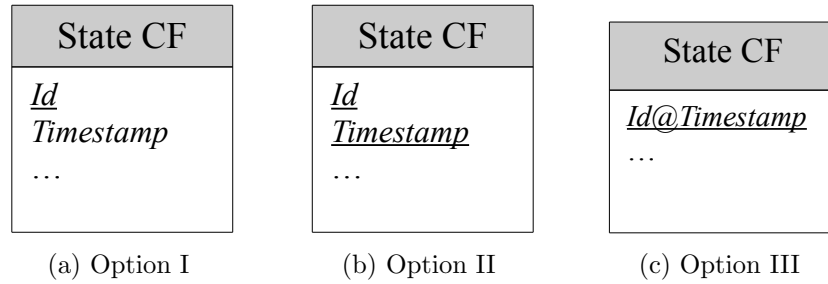 State CF
Id
Timestamp
…
(a) Option I
State CF
Id
Timestamp
…
(b) Option II
State CF
Id@Timestamp
…
(c) Option III